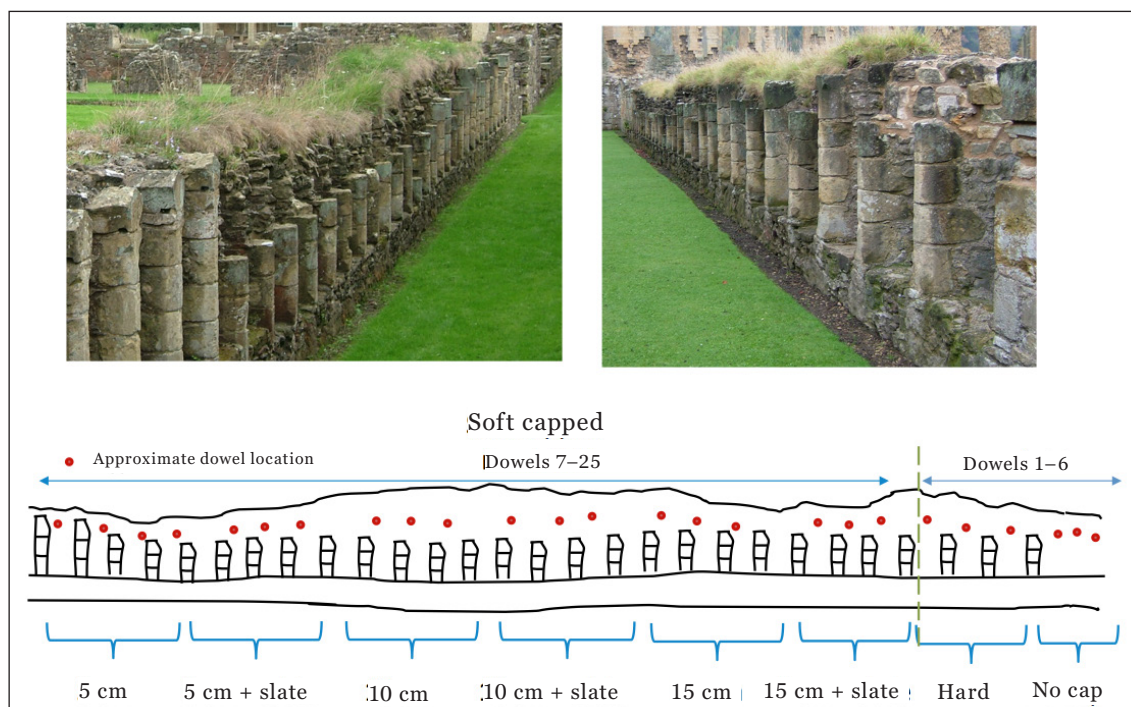 Soft capped
Approximate dowel location
Dowels 7–25
Dowels 1–6
5 cm
5 cm + slate
10 cm
10 cm + slate
15 cm
15 cm + slate
Hard
No cap